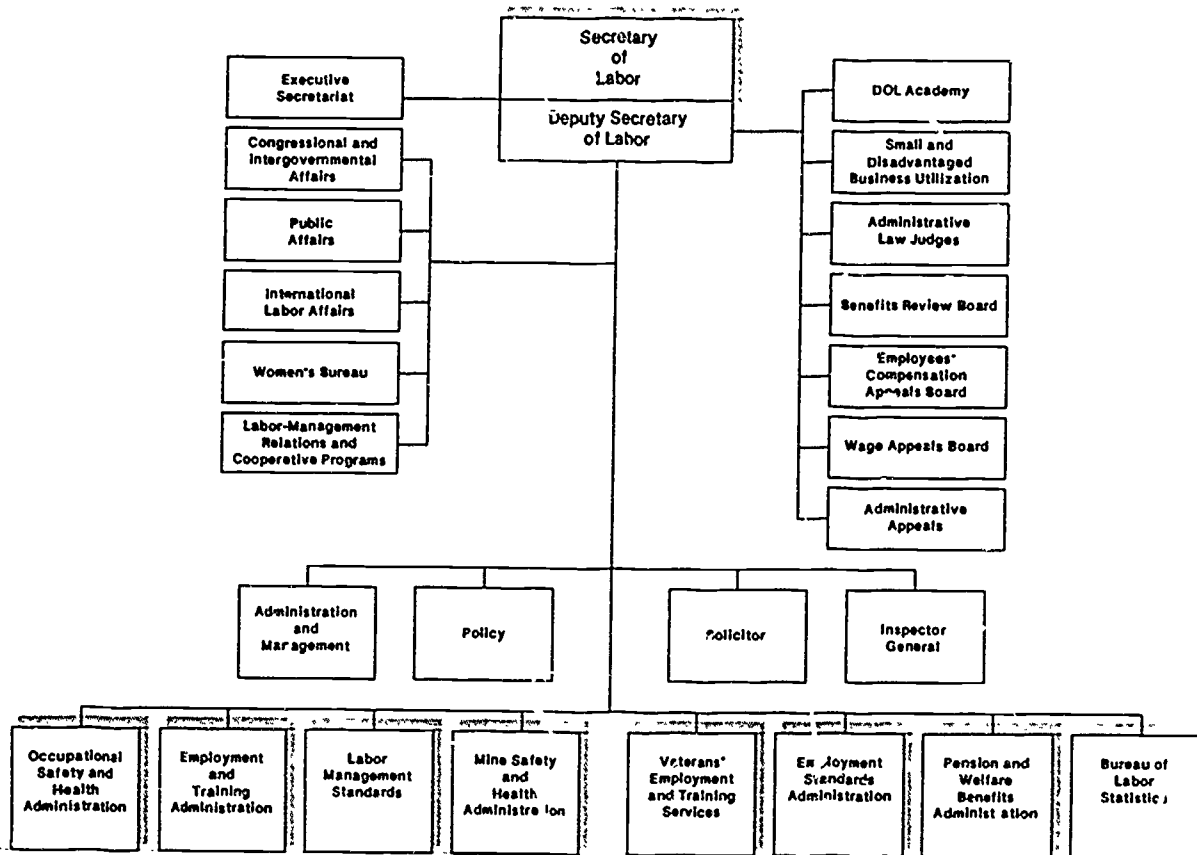 Secretary
of
Labor
Deputy Secretary
of Labor
Executive
Secretariat
Congressional and
Intergovernmental
Affairs
Public
Affairs
International
Labor Affairs
Women's Bureau
Labor-Management
Relations and
Cooperative Programs
DOL Academy
Small and
Disadvantaged
Business Utilization
Administrative
Law Judges
Benefits Review Board
Employees'
Compensation
Appeals Board
Wage Appeals Board
Administrative
Appeals
Administration
and
Management
Policy
Solicitor
Inspector
General
Occupational
Safety and
Health
Administration
Employment
and
Training
Administration
Labor
Management
Standards
Mine Safety
and
Health
Administration
Veterans'
Employment
and Training
Services
Employment
Standards
Administration
Pension and
Welfare
Benefits
Administration
Bureau of
Labor
Statistics